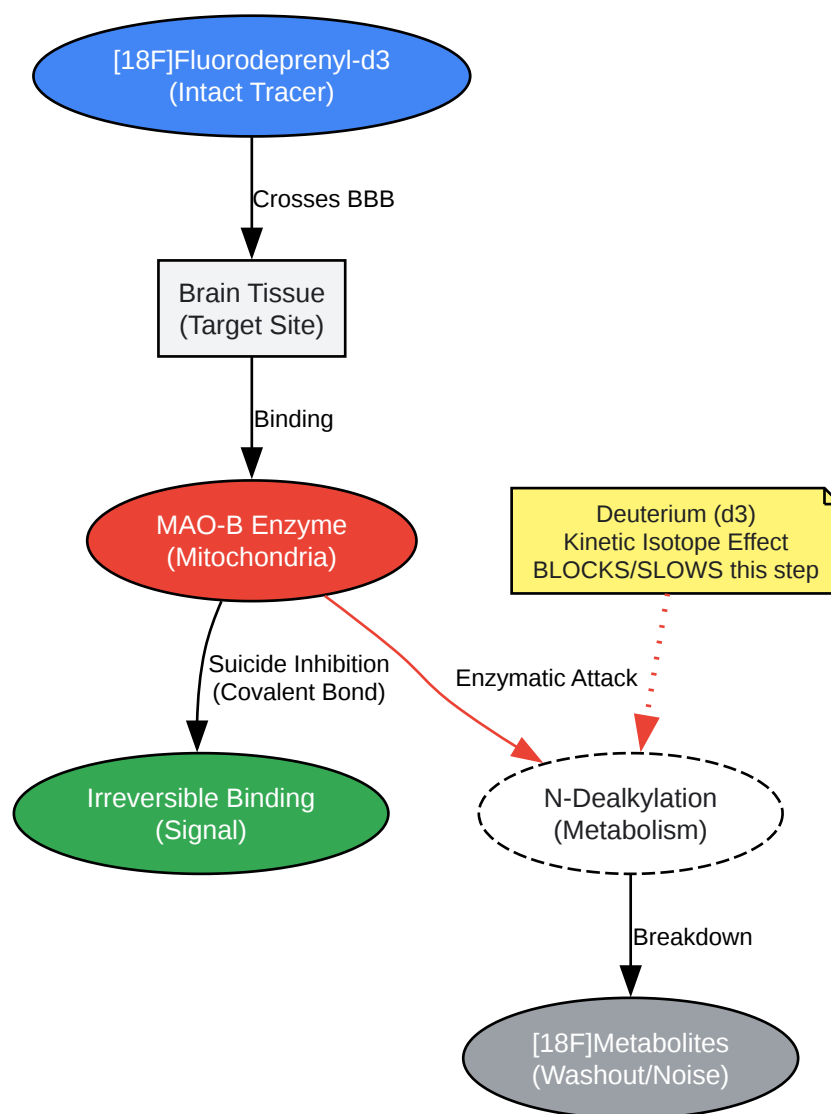 [18F]Fluorodeprenyl-d3
(Intact Tracer)
Crosses BBB
Brain Tissue
(Target Site)
Binding
MAO-B Enzyme
(Mitochondria)
Deuterium (d3)
Kinetic Isotope Effect
BLOCKS/SLOWS this step
Suicide Inhibition
(Covalent Bond)
Enzymatic Attack
Irreversible Binding
(Signal)
N-Dealkylation
(Metabolism)
Breakdown
[18F]Metabolites
(Washout/Noise)